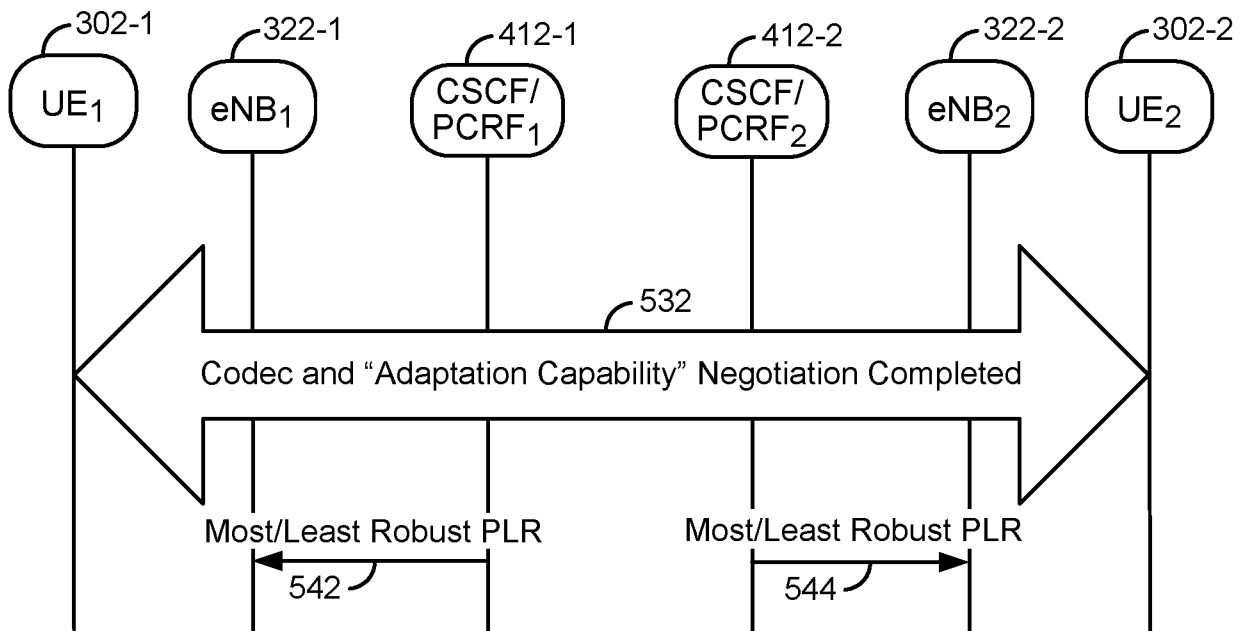 302-1
322-1
412-1
412-2
322-2
302-2
UE1
eNB1
CSCF/
PCRF1
CSCF/
PCRF2
eNB2
UE2
532
Codec and “Adaptation Capability” Negotiation Completed
Most/Least Robust PLR
Most/Least Robust PLR
542
544